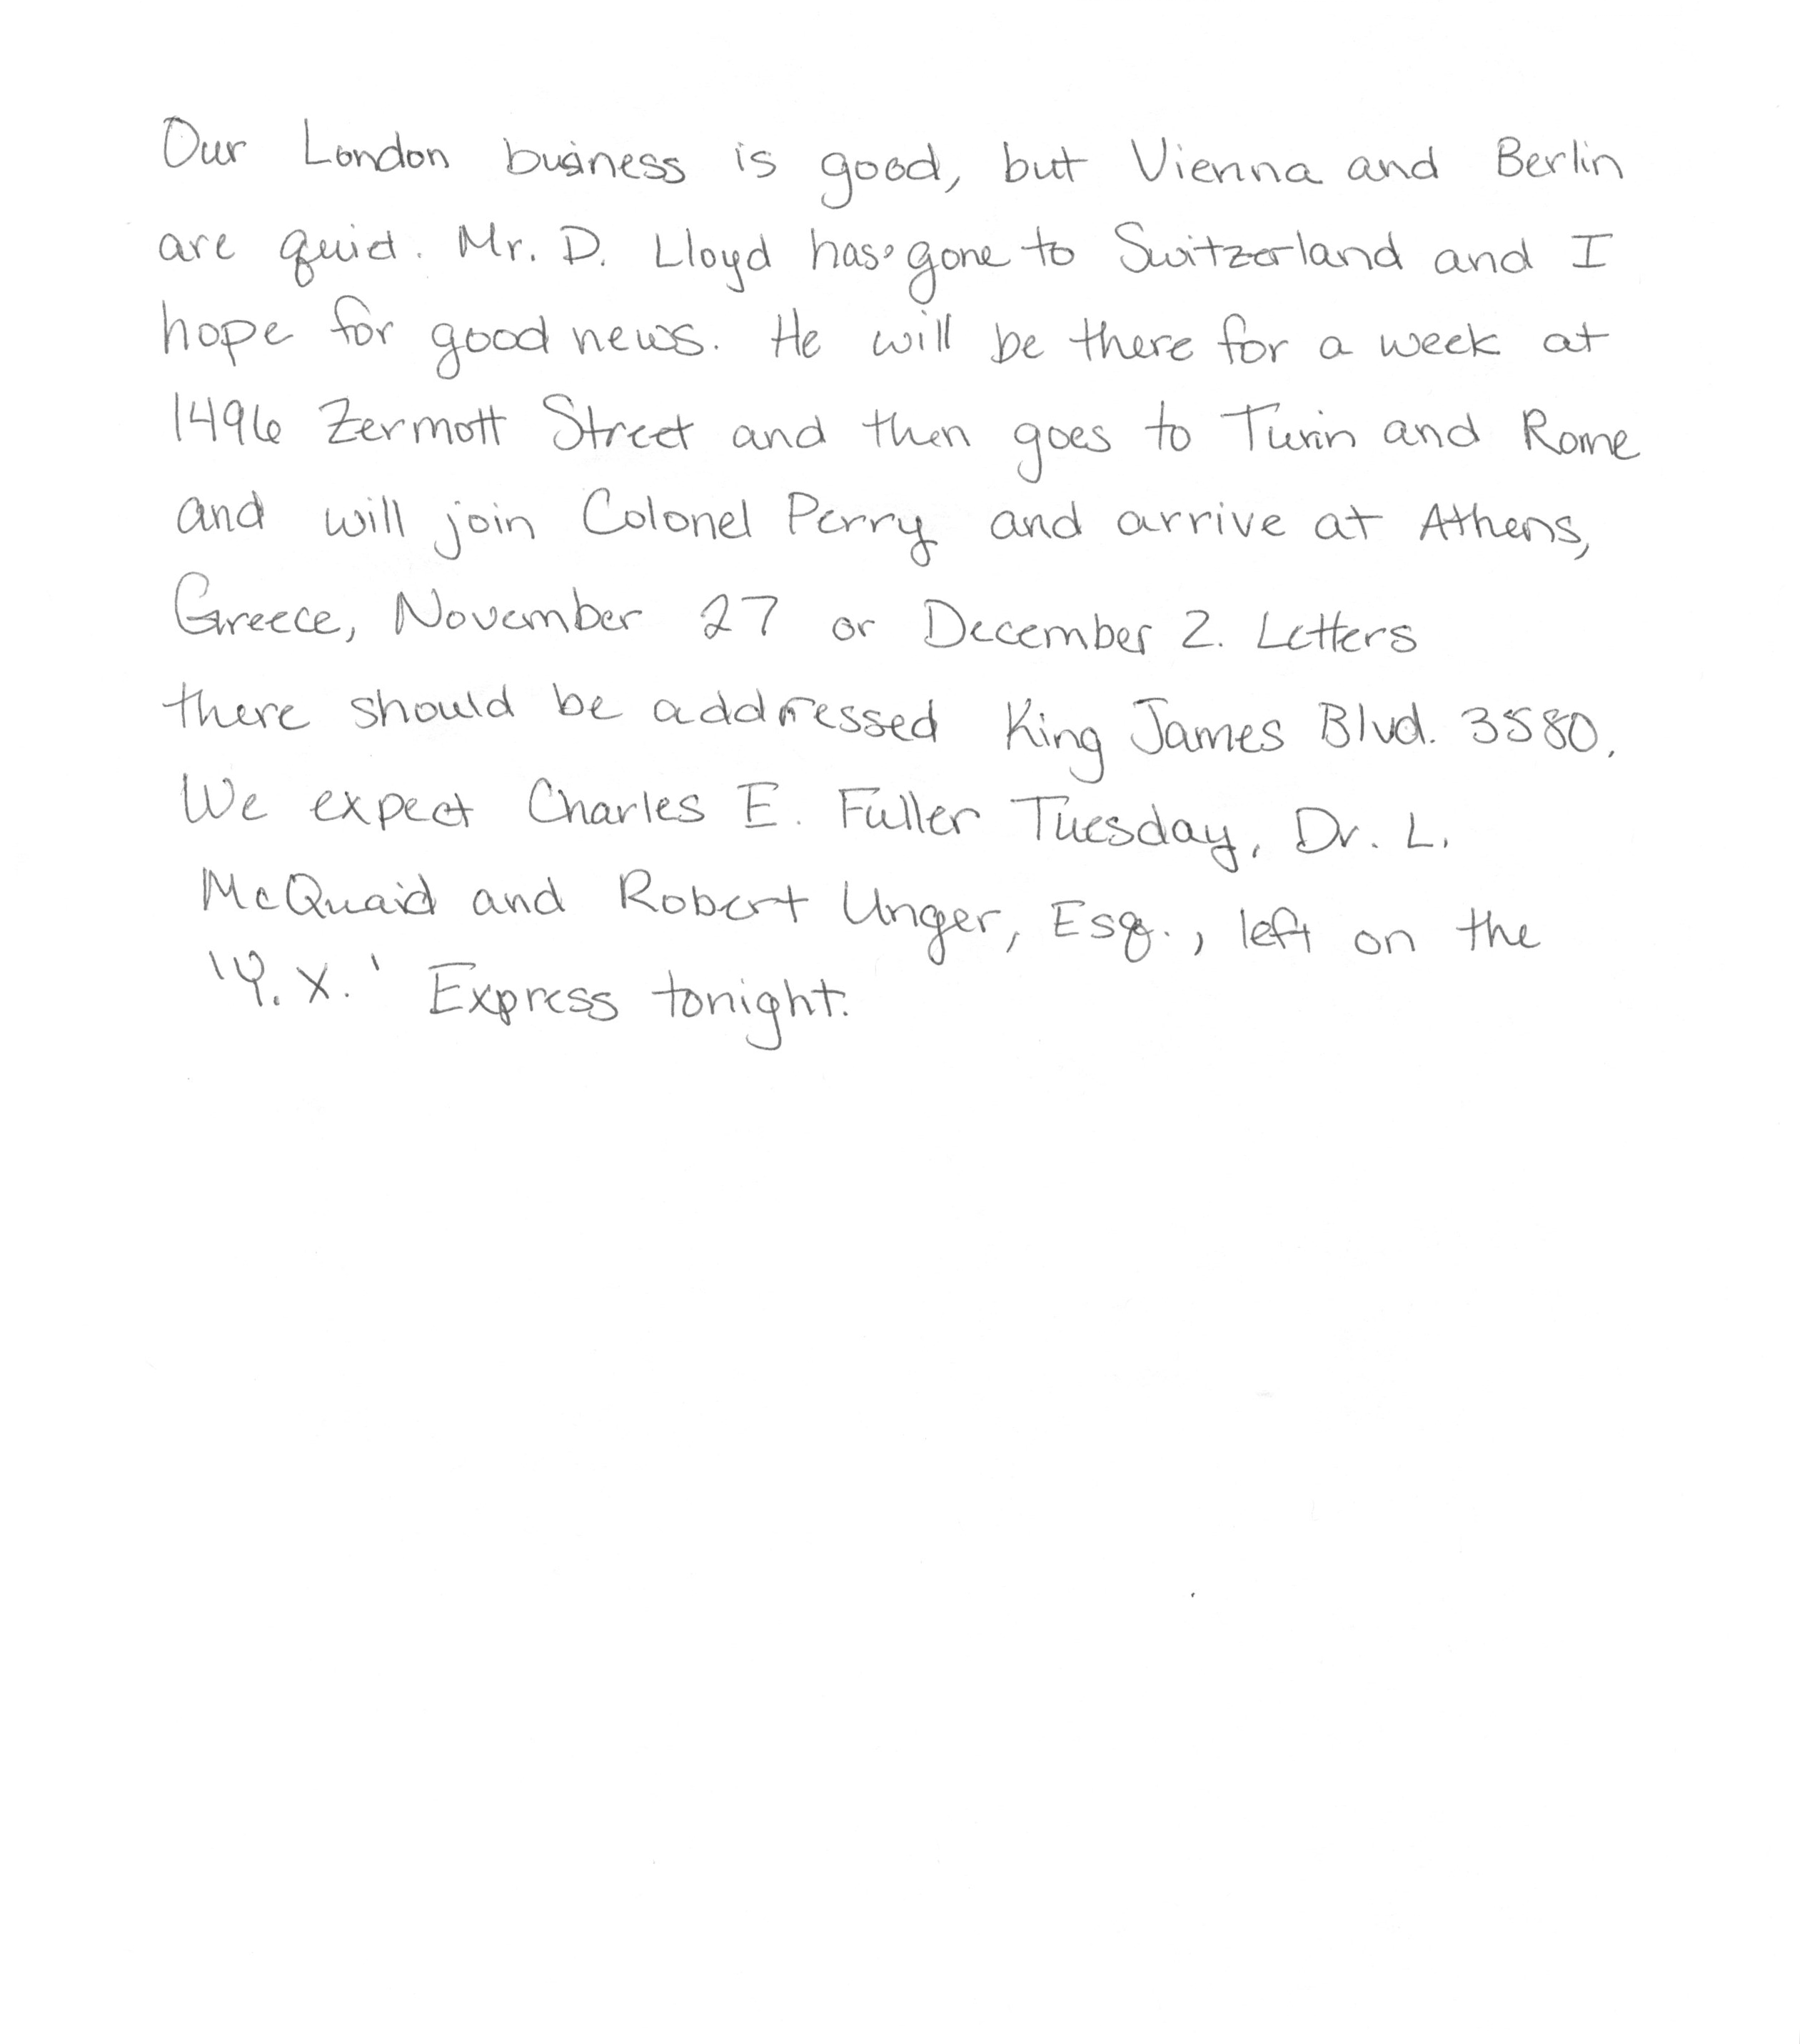 Our London business is good, but Vienna and Berlin
are quiet. Mr. D. Lloyd has gone to Switzerland and I
hope for good news. He will be there for a week at
1496 Zermott Street and then goes to Turin and Rome
and will join Colonel Perry and arrive at Athens,
Greece, November 27 or December 2. Letters
there should be addressed King James Blvd. 3580.
We expect Charles E. Fuller Tuesday. Dr. L.
McQuaid and Robert Unger, Esq., left on the
'Y. X.' Express tonight.